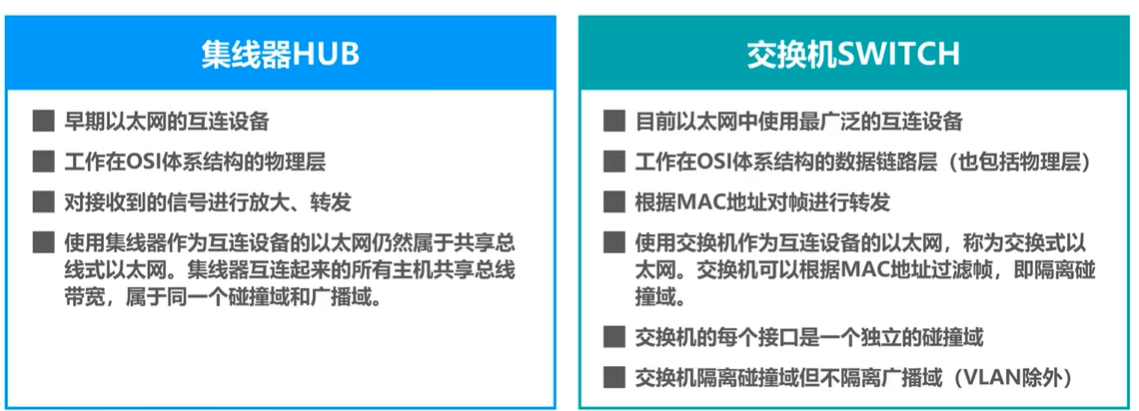 集线器HUB
早期以太网的互连设备
工作在OSI体系结构的物理层
对接收到的信号进行放大、转发
使用集线器作为互连设备的以太网仍然属于共享总
线式以太网。集线器互连起来的所有主机共享总线
带宽，属于同一个碰撞域和广播域。
交换机SWITCH
目前以太网中使用最广泛的互连设备
工作在OSI体系结构的数据链路层（也包括物理层）
根据MAC地址对帧进行转发
使用交换机作为互连设备的以太网，称为交换式以
太网。交换机可以根据MAC地址过滤帧，即隔离碰
撞域。
交换机的每个接口是一个独立的碰撞域
交换机隔离碰撞域但不隔离广播域（VLAN除外）